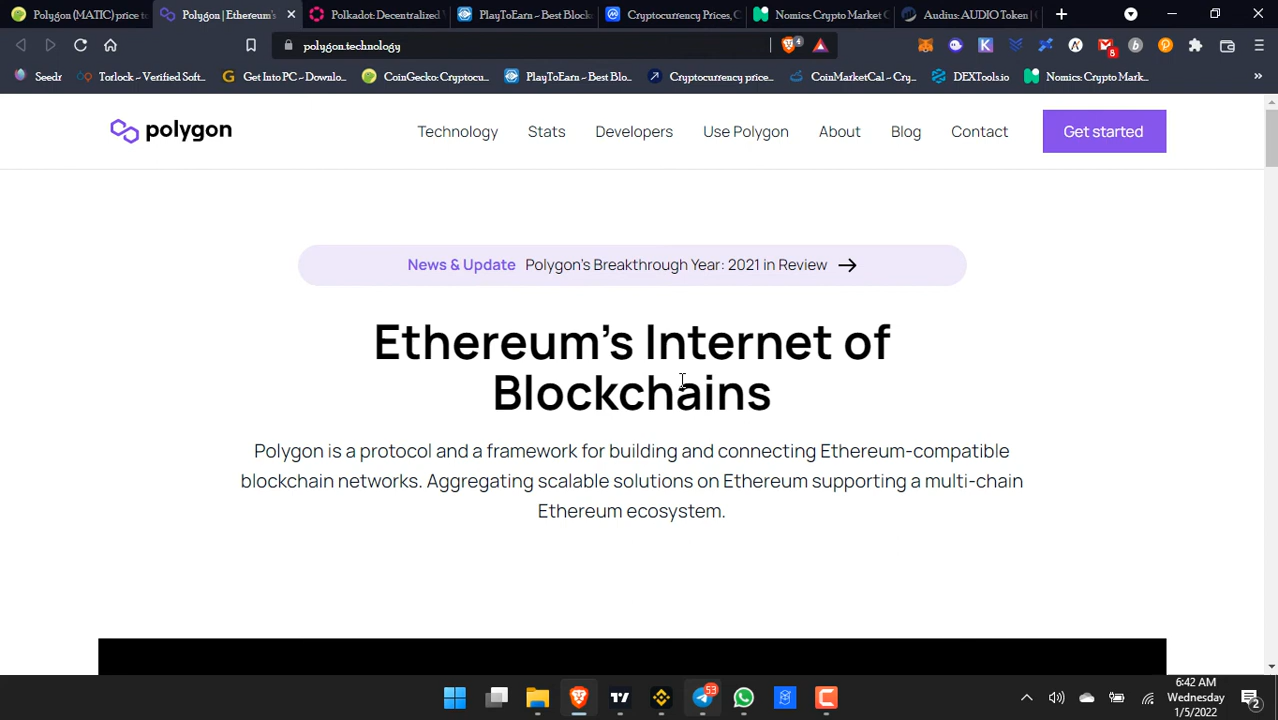 Polygon (MATIC) price to
Polygon | Ethereum's
Polkadot: Decentralized
PlayToEarn - Best Block
Cryptocurrency Prices, C
Nomics: Crypto Market C
Audius: AUDIO Token |
polygon.technology
4
8
Seedr
Torlock - Verified Soft...
Get Into PC - Downlo...
CoinGecko: Cryptocu...
PlayToEarn - Best Blo...
Cryptocurrency price...
CoinMarketCal - Cry...
DEXTools.io
Nomics: Crypto Mark...
polygon
Technology
Stats
Developers
Use Polygon
About
Blog
Contact
Get started
News & Update Polygon's Breakthrough Year: 2021 in Review →
Ethereum's Internet of
Blockchains
Polygon is a protocol and a framework for building and connecting Ethereum-compatible
blockchain networks. Aggregating scalable solutions on Ethereum supporting a multi-chain
Ethereum ecosystem.
53
6:42 AM
Wednesday
1/5/2022
2